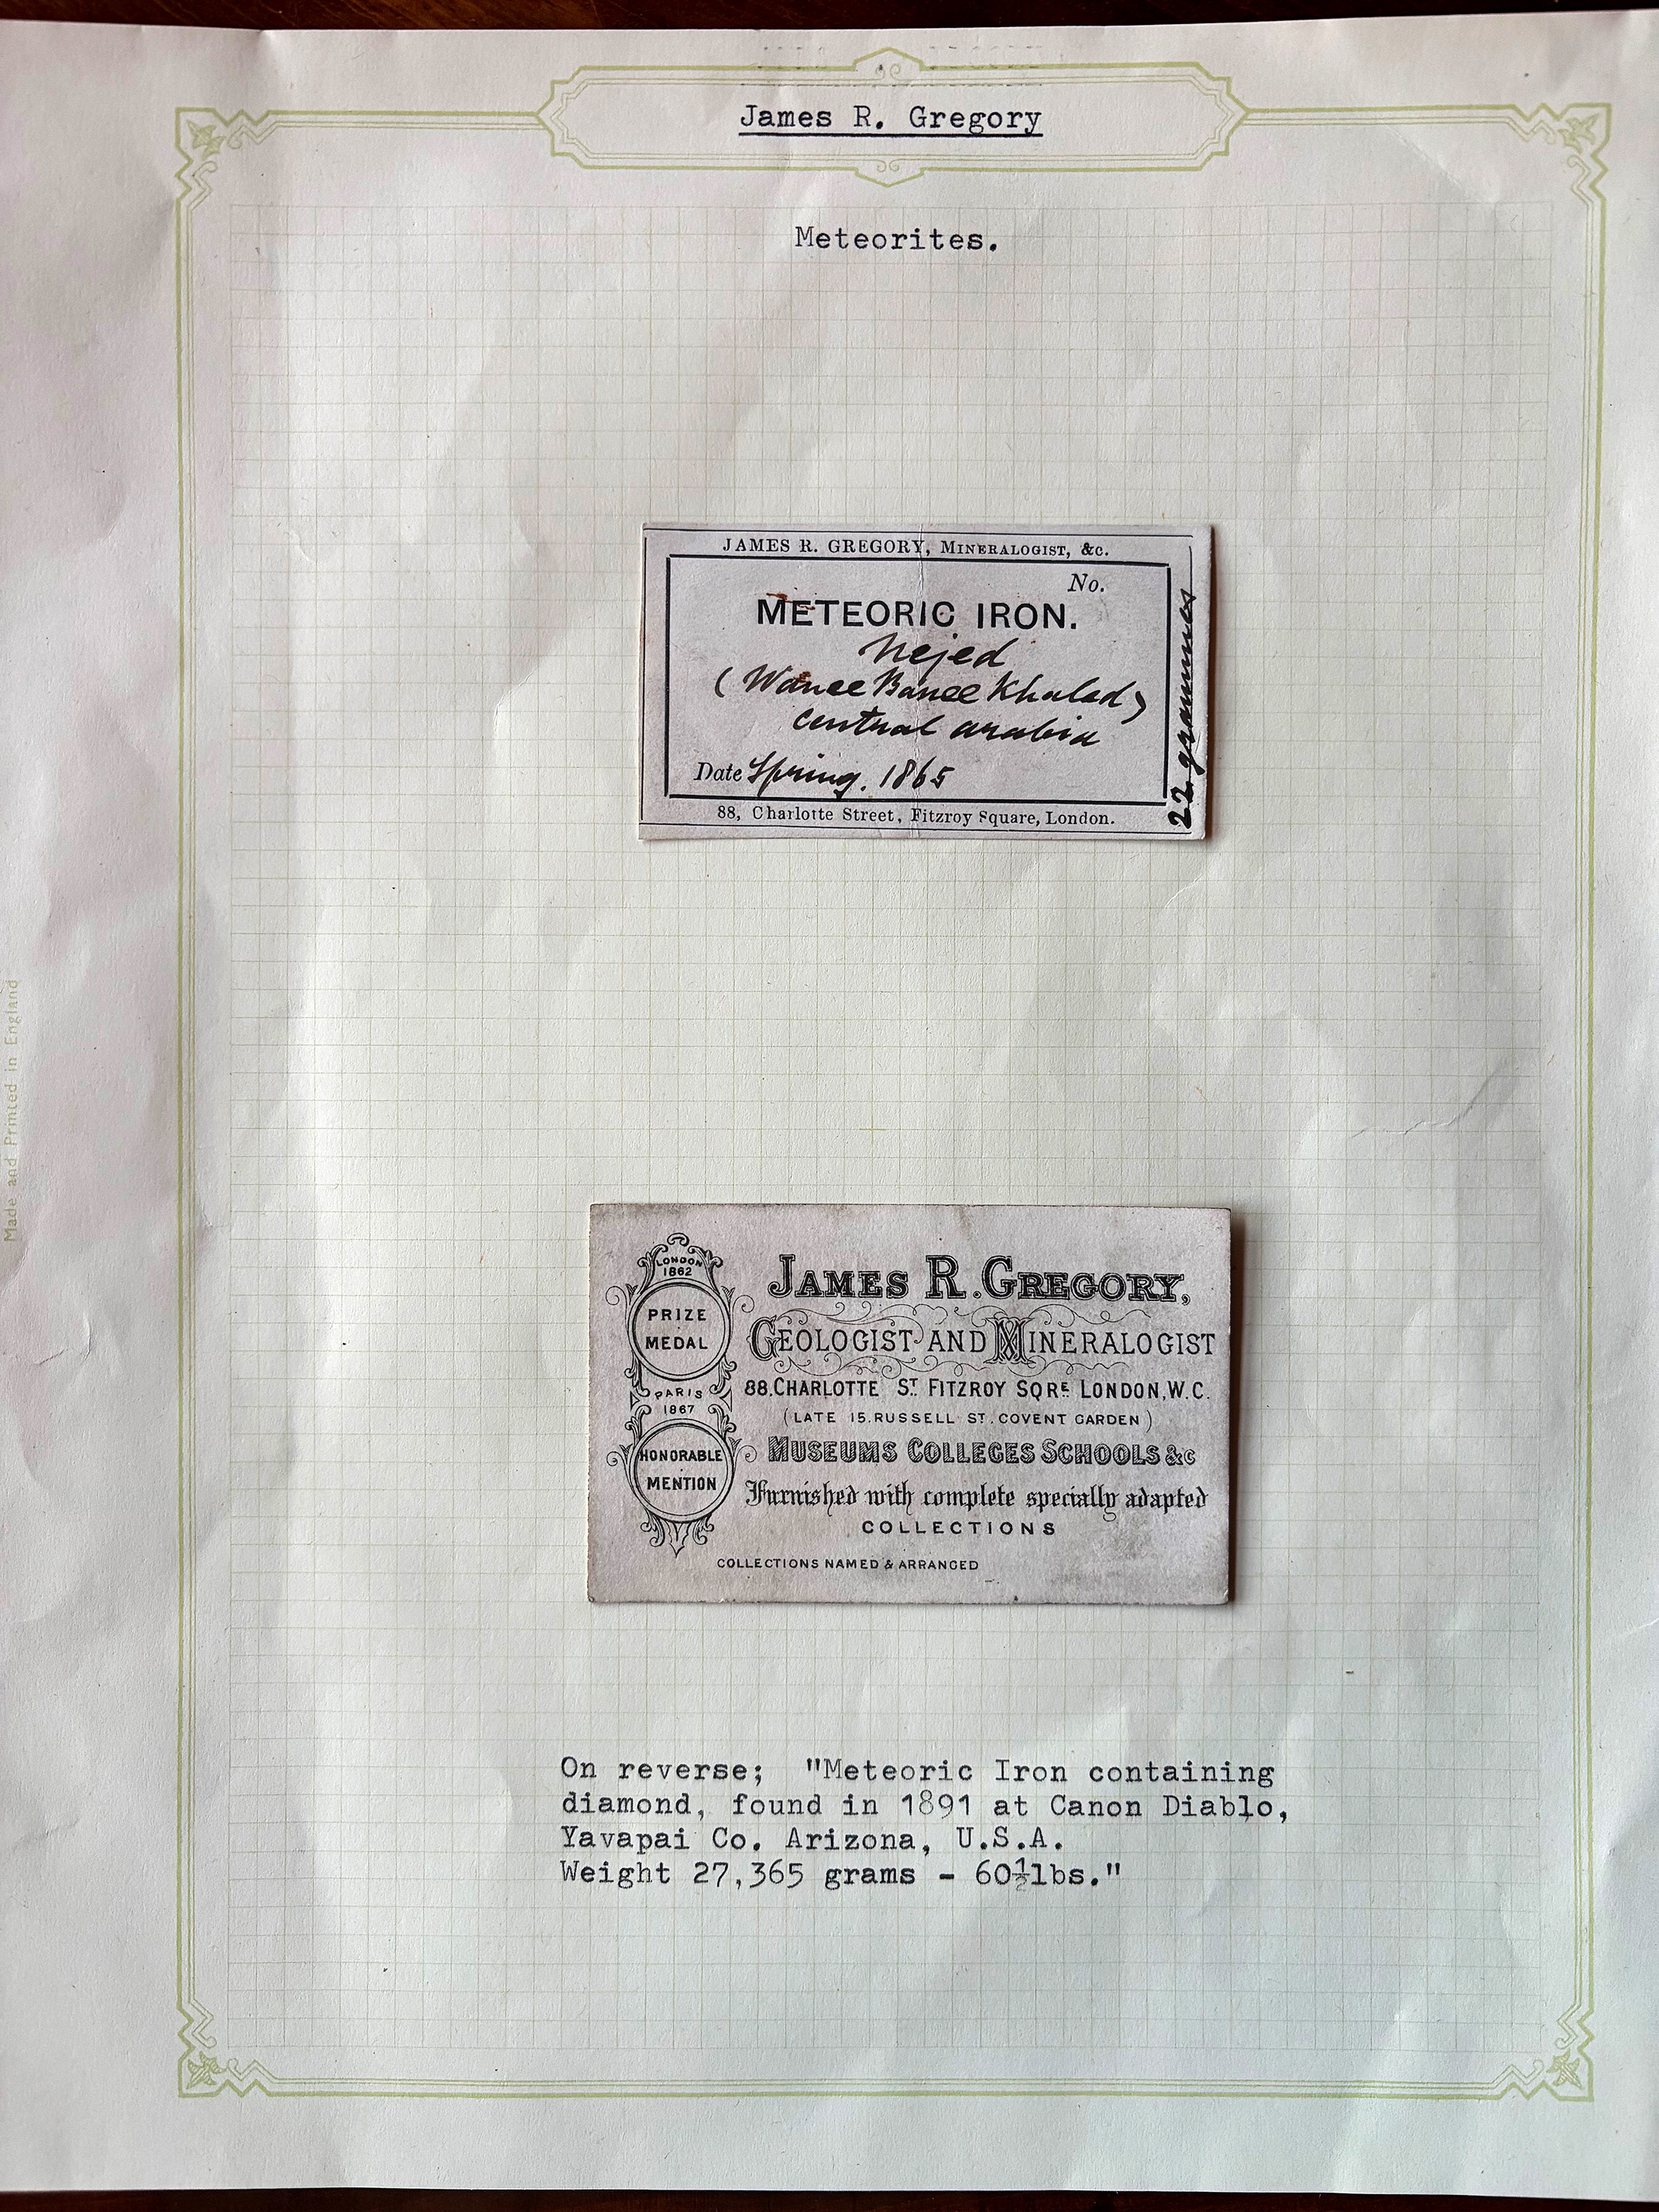 James R. Gregory
Meteorites.
JAMES R. GREGORY, MINERALOGIST, &c.
No.
METEORIC IRON.
Nejed
(Wanee Banee Khaled)
central arabia
Date Spring. 1865
88, Charlotte Street, Fitzroy Square, London.
22 grammes
Made and Printed in England
LONDON
1862
PRIZE
MEDAL
PARIS
1867
HONORABLE
MENTION
JAMES R. GREGORY,
GEOLOGIST AND MINERALOGIST
88. CHARLOTTE ST. FITZROY SQRE. LONDON, W.C.
(LATE 15. RUSSELL ST. COVENT GARDEN)
MUSEUMS COLLEGES SCHOOLS &c
Furnished with complete specially adapted
COLLECTIONS
COLLECTIONS NAMED & ARRANGED
On reverse; "Meteoric Iron containing
diamond, found in 1891 at Canon Diablo,
Yavapai Co. Arizona, U.S.A.
Weight 27,365 grams - 60½lbs."